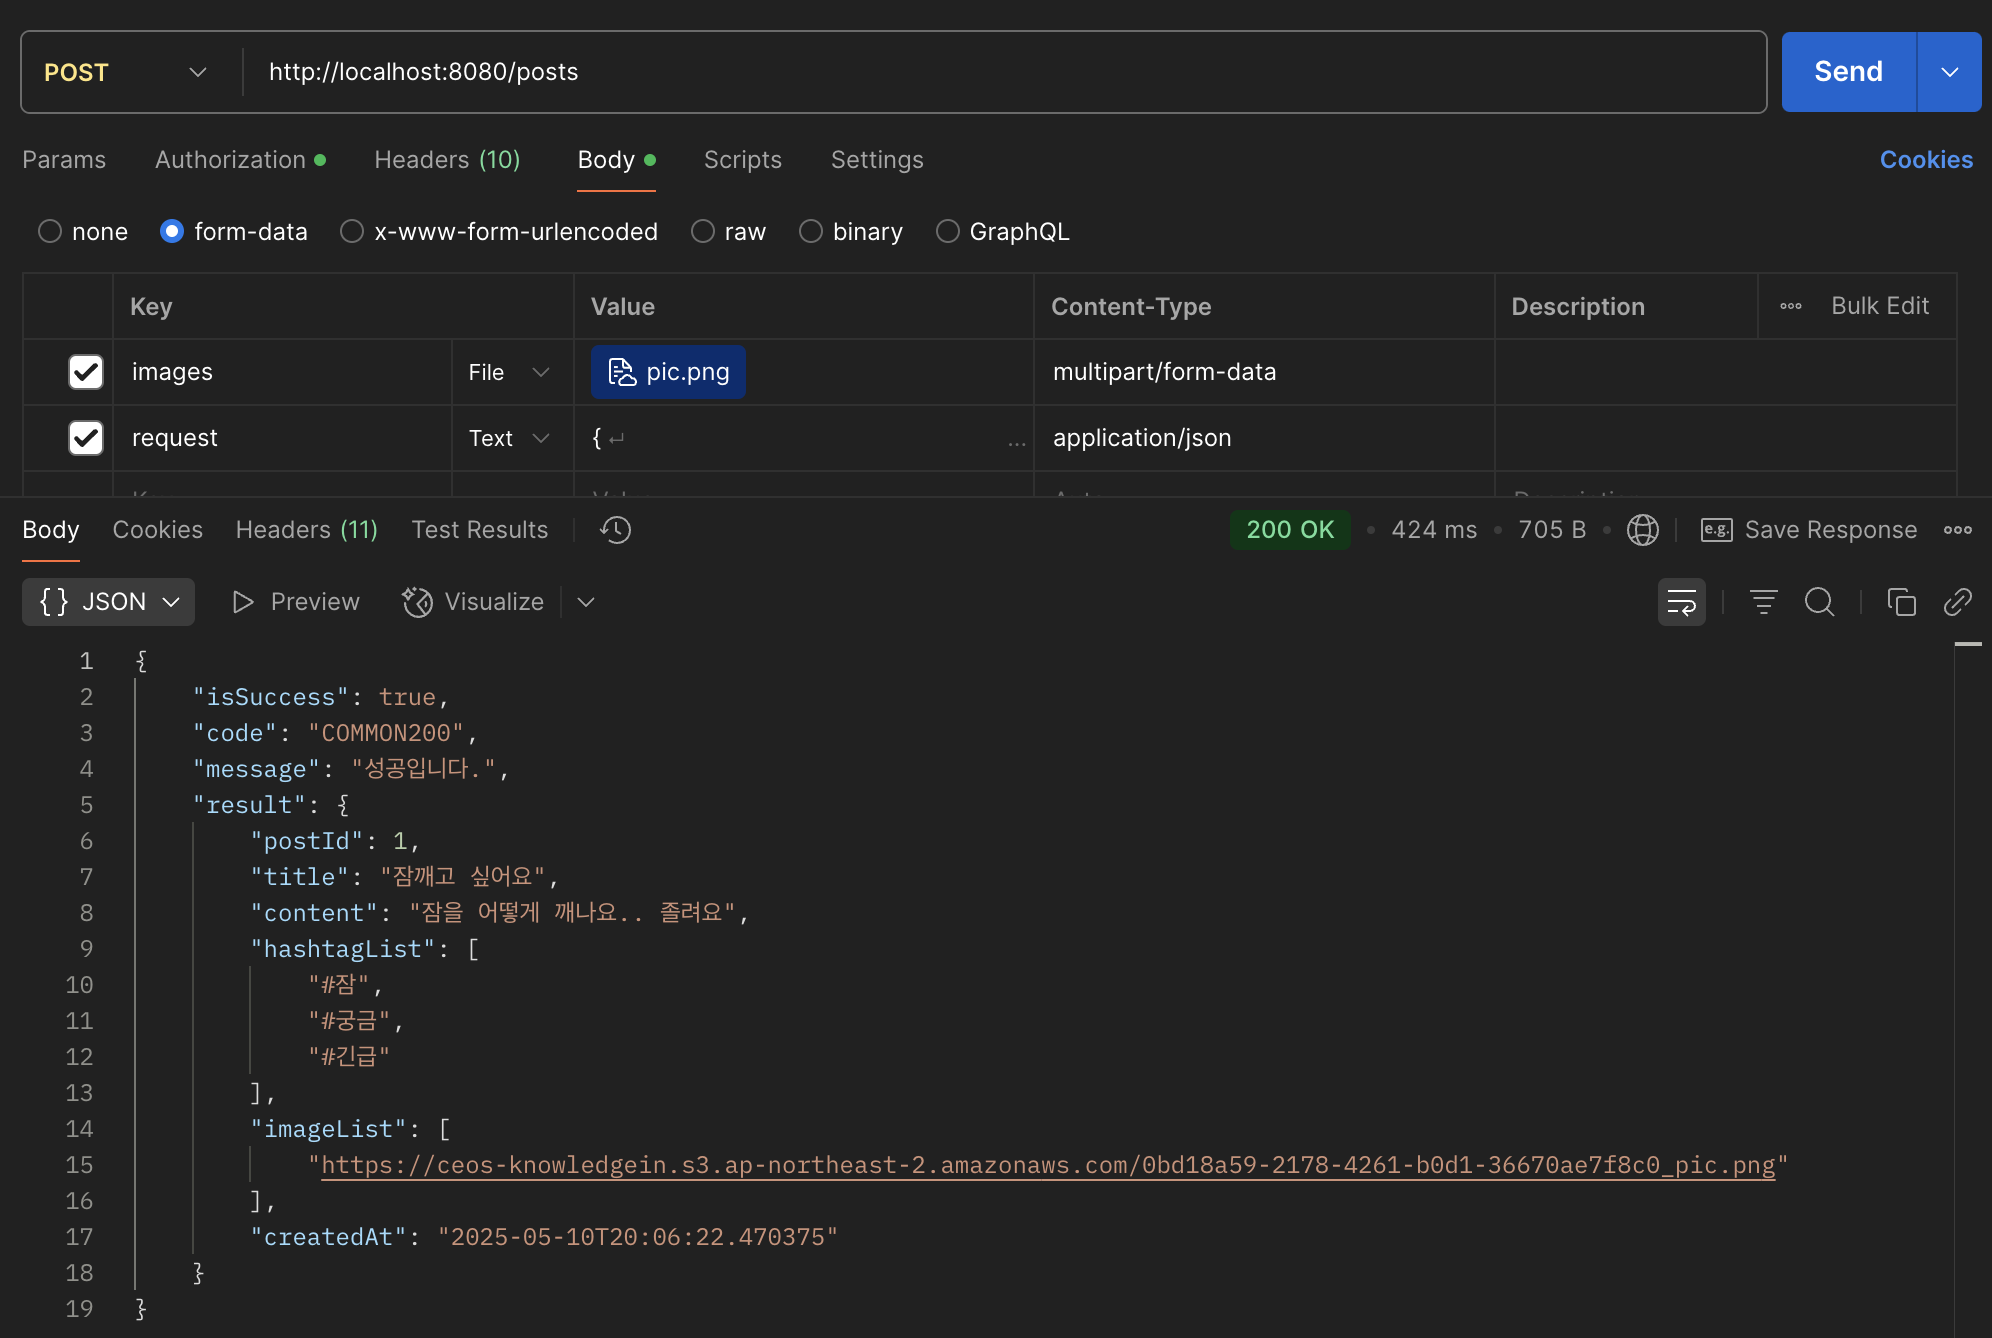 POST http://localhost:8080/posts Send
Params Authorization Headers (10) Body Scripts Settings Cookies
none form-data x-www-form-urlencoded raw binary GraphQL
Key Value Content-Type Description Bulk Edit
images File pic.png multipart/form-data
request Text { ↵ ... application/json
Body Cookies Headers (11) Test Results 200 OK • 424 ms • 705 B • e.g. Save Response
{} JSON Preview Visualize
1 {
2 "isSuccess": true,
3 "code": "COMMON200",
4 "message": "성공입니다.",
5 "result": {
6 "postId": 1,
7 "title": "잠깨고 싶어요",
8 "content": "잠을 어떻게 깨나요.. 졸려요",
9 "hashtagList": [
10 "#잠",
11 "#궁금",
12 "#긴급"
13 ],
14 "imageList": [
15 "https://ceos-knowledgein.s3.ap-northeast-2.amazonaws.com/0bd18a59-2178-4261-b0d1-36670ae7f8c0_pic.png"
16 ],
17 "createdAt": "2025-05-10T20:06:22.470375"
18 }
19 }